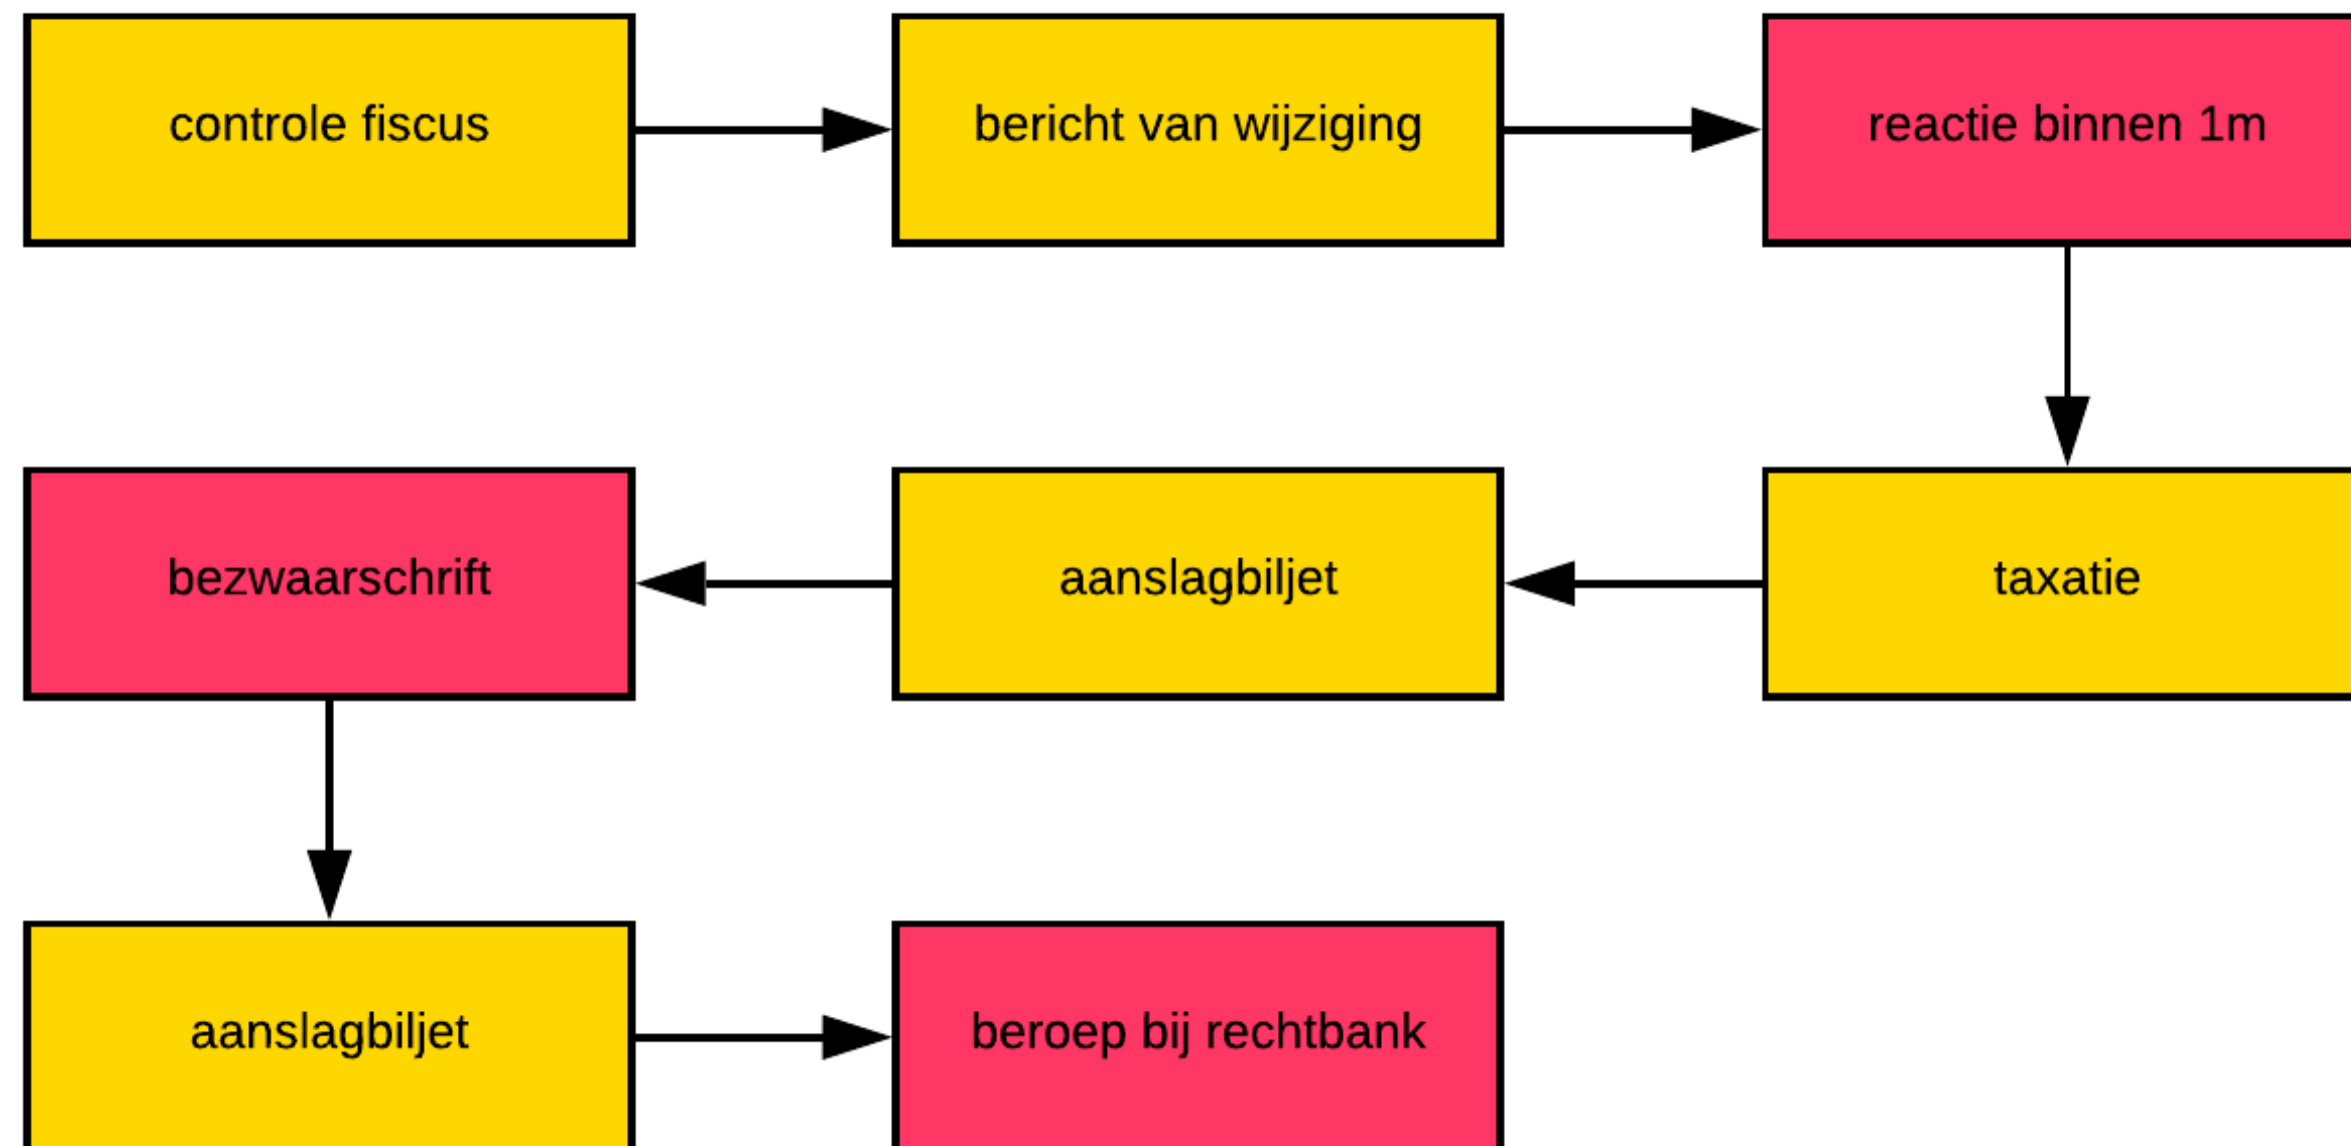 controle fiscus
bericht van wijziging
reactie binnen 1m
taxatie
aanslagbiljet
bezwaarschrift
aanslagbiljet
beroep bij rechtbank